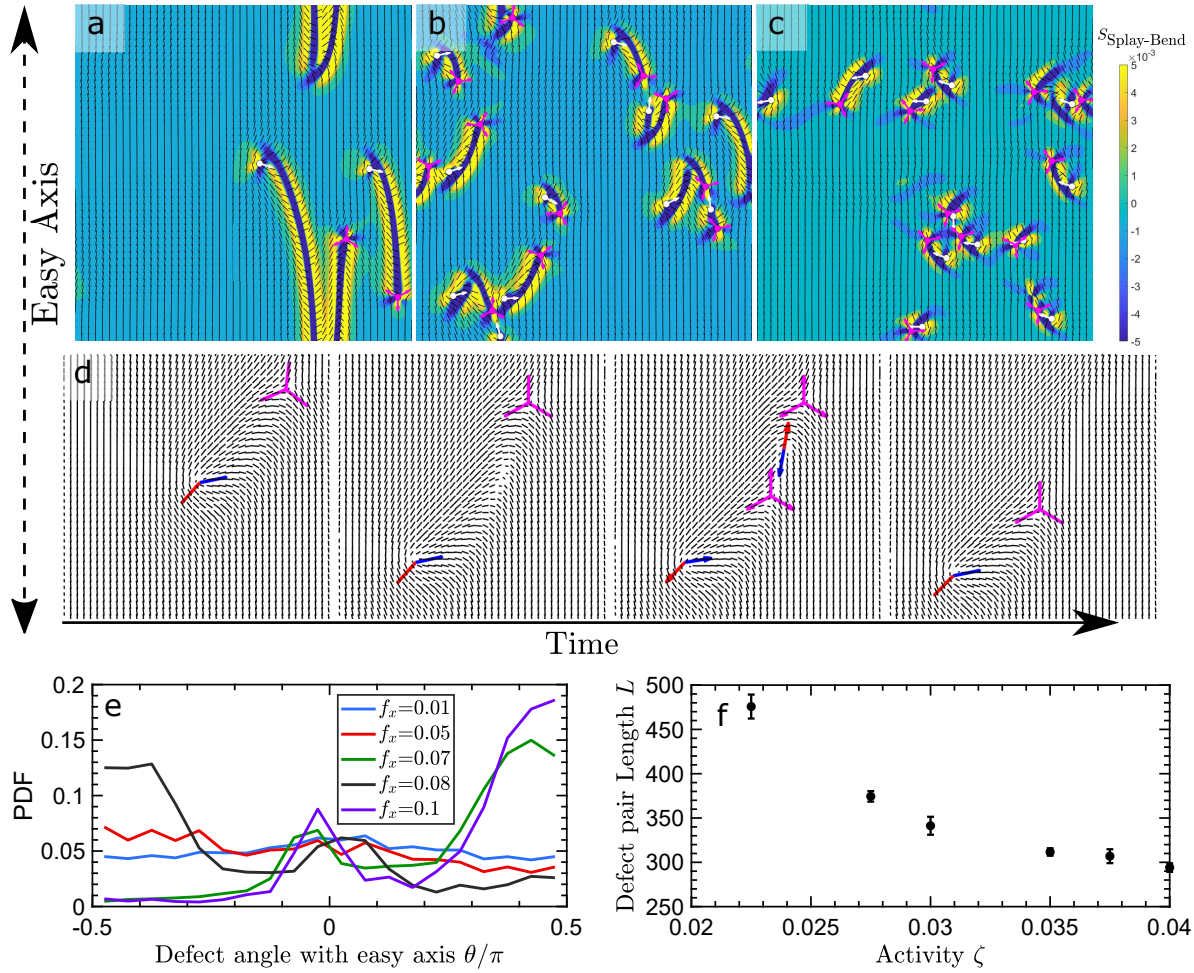 a
b
c
S_Splay-Bend
×10⁻³
5
4
3
2
1
0
-1
-2
-3
-4
-5
Easy Axis
d
Time
e
0.2
0.15
0.1
0.05
0
PDF
f_x=0.01
f_x=0.05
f_x=0.07
f_x=0.08
f_x=0.1
-0.5
0
0.5
Defect angle with easy axis θ/π
f
500
450
400
350
300
250
Defect pair Length L
0.02
0.025
0.03
0.035
0.04
Activity ζ